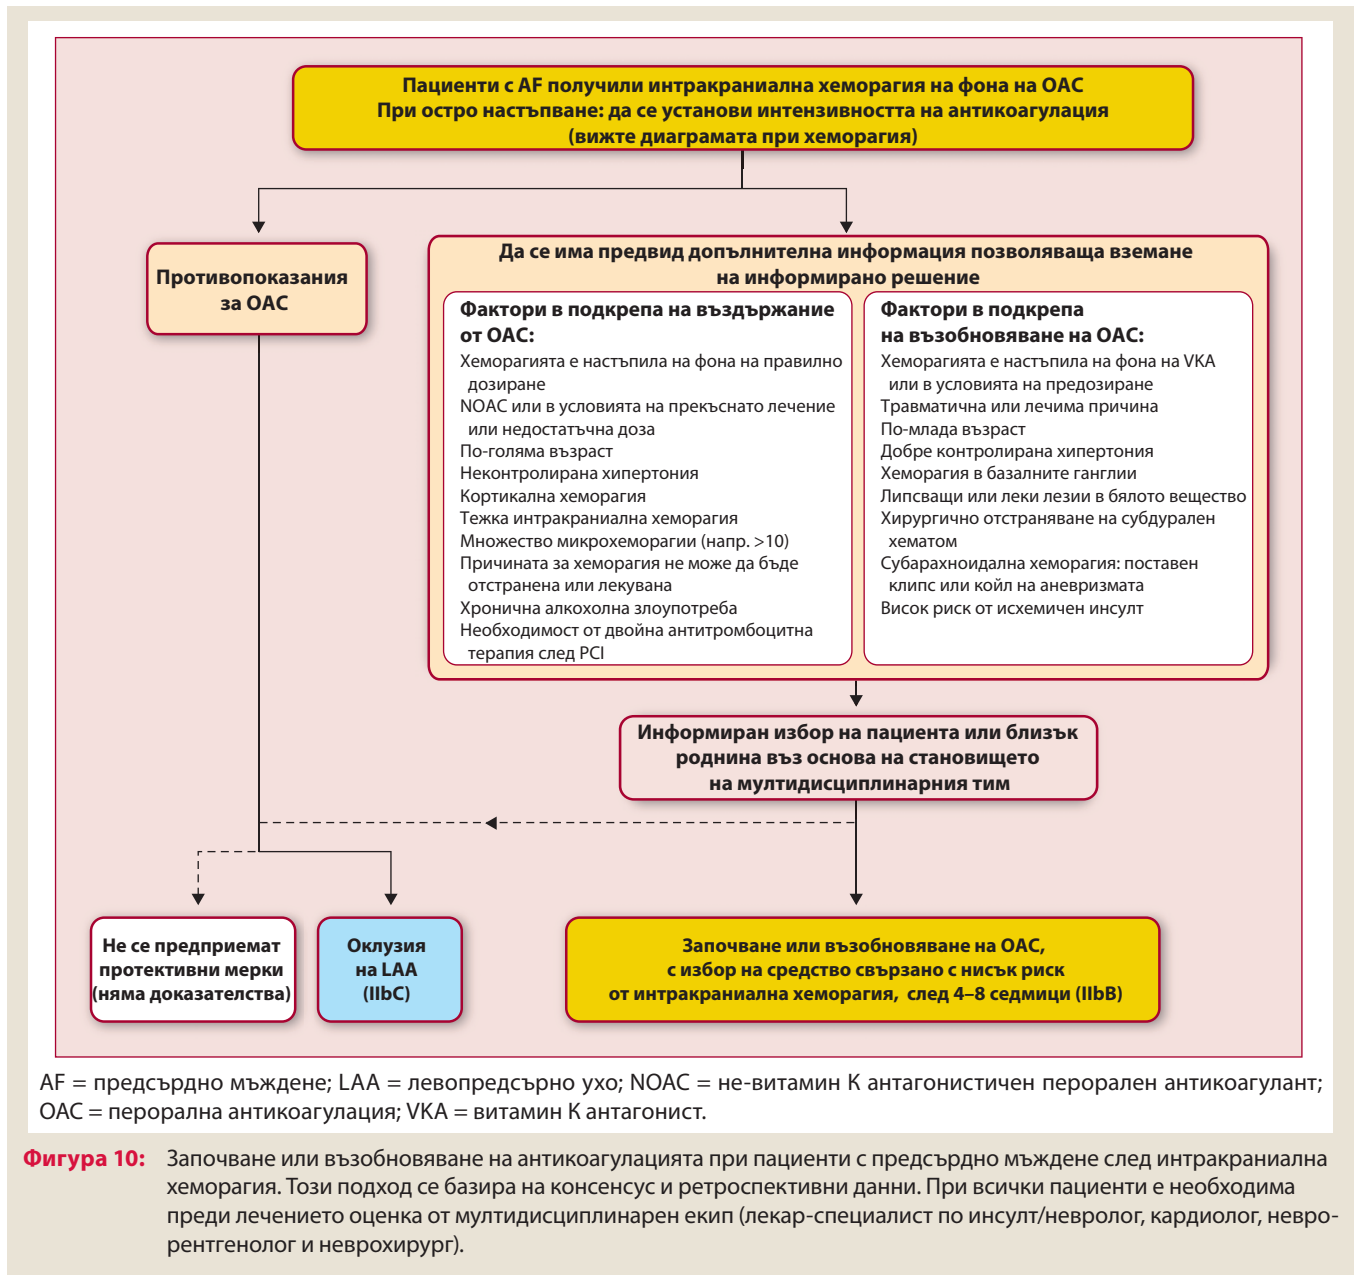 Пациенти с AF получили интракраниална хеморагия на фона на ОАС
При остро настъпване: да се установи интензивността на антикоагулация
(вижте диаграмата при хеморагия)
Противопоказания
за ОАС
Да се има предвид допълнителна информация позволяваща вземане
на информирано решение
Фактори в подкрепа на въздържание
от ОАС:
Хеморагията е настъпила на фона на правилно
дозиране
NOAC или в условията на прекъснато лечение
или недостатъчна доза
По-голяма възраст
Неконтролирана хипертония
Кортикална хеморагия
Тежка интракраниална хеморагия
Множество микрохеморагии (напр. >10)
Причината за хеморагия не може да бъде
отстранена или лекувана
Хронична алкохолна злоупотреба
Необходимост от двойна антитромбоцитна
терапия след PCI
Фактори в подкрепа
на възобновяване на ОАС:
Хеморагията е настъпила на фона на VKA
или в условията на предозиране
Травматична или лечима причина
По-млада възраст
Добре контролирана хипертония
Хеморагия в базалните ганглии
Липсващи или леки лезии в бялото вещество
Хирургично отстраняване на субдурален
хематом
Субарахноидална хеморагия: поставен
клипс или койл на аневризмата
Висок риск от исхемичен инсулт
Информиран избор на пациента или близък
роднина въз основа на становището
на мултидисциплинарния тим
Не се предприемат
протективни мерки
(няма доказателства)
Оклузия
на LAA
(IIbC)
Започване или възобновяване на ОАС,
с избор на средство свързано с нисък риск
от интракраниална хеморагия, след 4–8 седмици (IIbB)
AF = предсърдно мъждене; LAA = левопредсърно ухо; NOAC = не-витамин К антагонистичен перорален антикоагулант;
ОАС = перорална антикоагулация; VKA = витамин К антагонист.
Фигура 10: Започване или възобновяване на антикоагулацията при пациенти с предсърдно мъждене след интракраниална
хеморагия. Този подход се базира на консенсус и ретроспективни данни. При всички пациенти е необходима
преди лечението оценка от мултидисциплинарен екип (лекар-специалист по инсулт/невролог, кардиолог, невро-
рентгенолог и неврохирург).